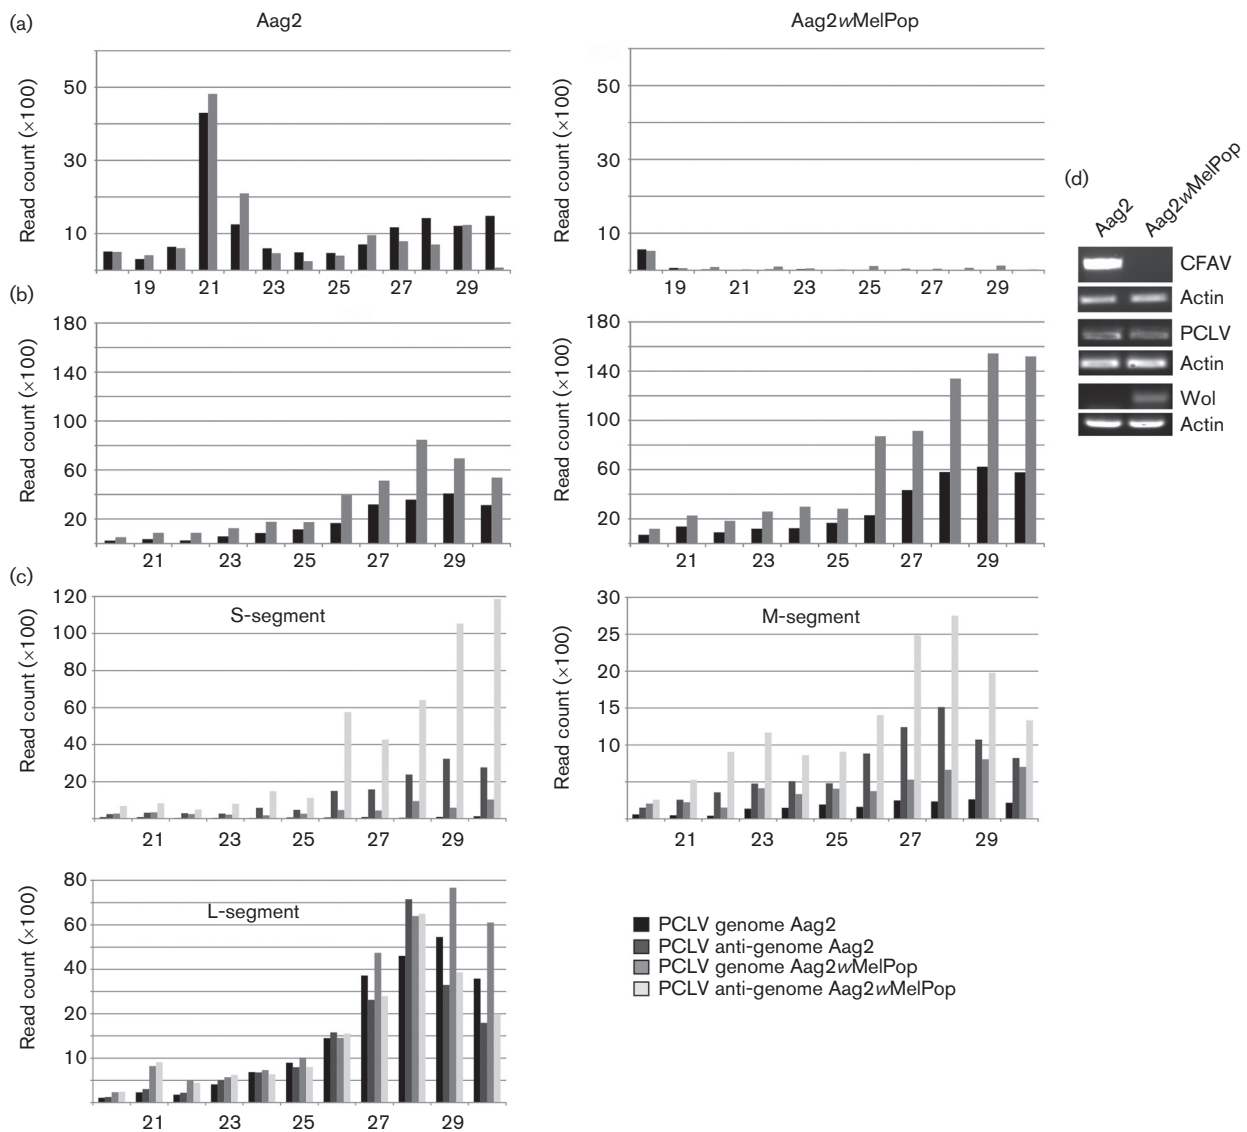 (a)
Aag2
Aag2wMelPop
Read count (×100)
50
30
10
19 21 23 25 27 29
Read count (×100)
50
30
10
19 21 23 25 27 29
(d)
Aag2
Aag2wMelPop
CFAV
Actin
PCLV
Actin
Wol
Actin
(b)
Read count (×100)
180
140
100
60
20
21 23 25 27 29
Read count (×100)
180
140
100
60
20
21 23 25 27 29
(c)
S-segment
Read count (×100)
120
100
80
60
40
20
21 23 25 27 29
M-segment
Read count (×100)
30
25
20
15
10
21 23 25 27 29
L-segment
Read count (×100)
80
60
40
20
10
21 23 25 27 29
PCLV genome Aag2
PCLV anti-genome Aag2
PCLV genome Aag2wMelPop
PCLV anti-genome Aag2wMelPop